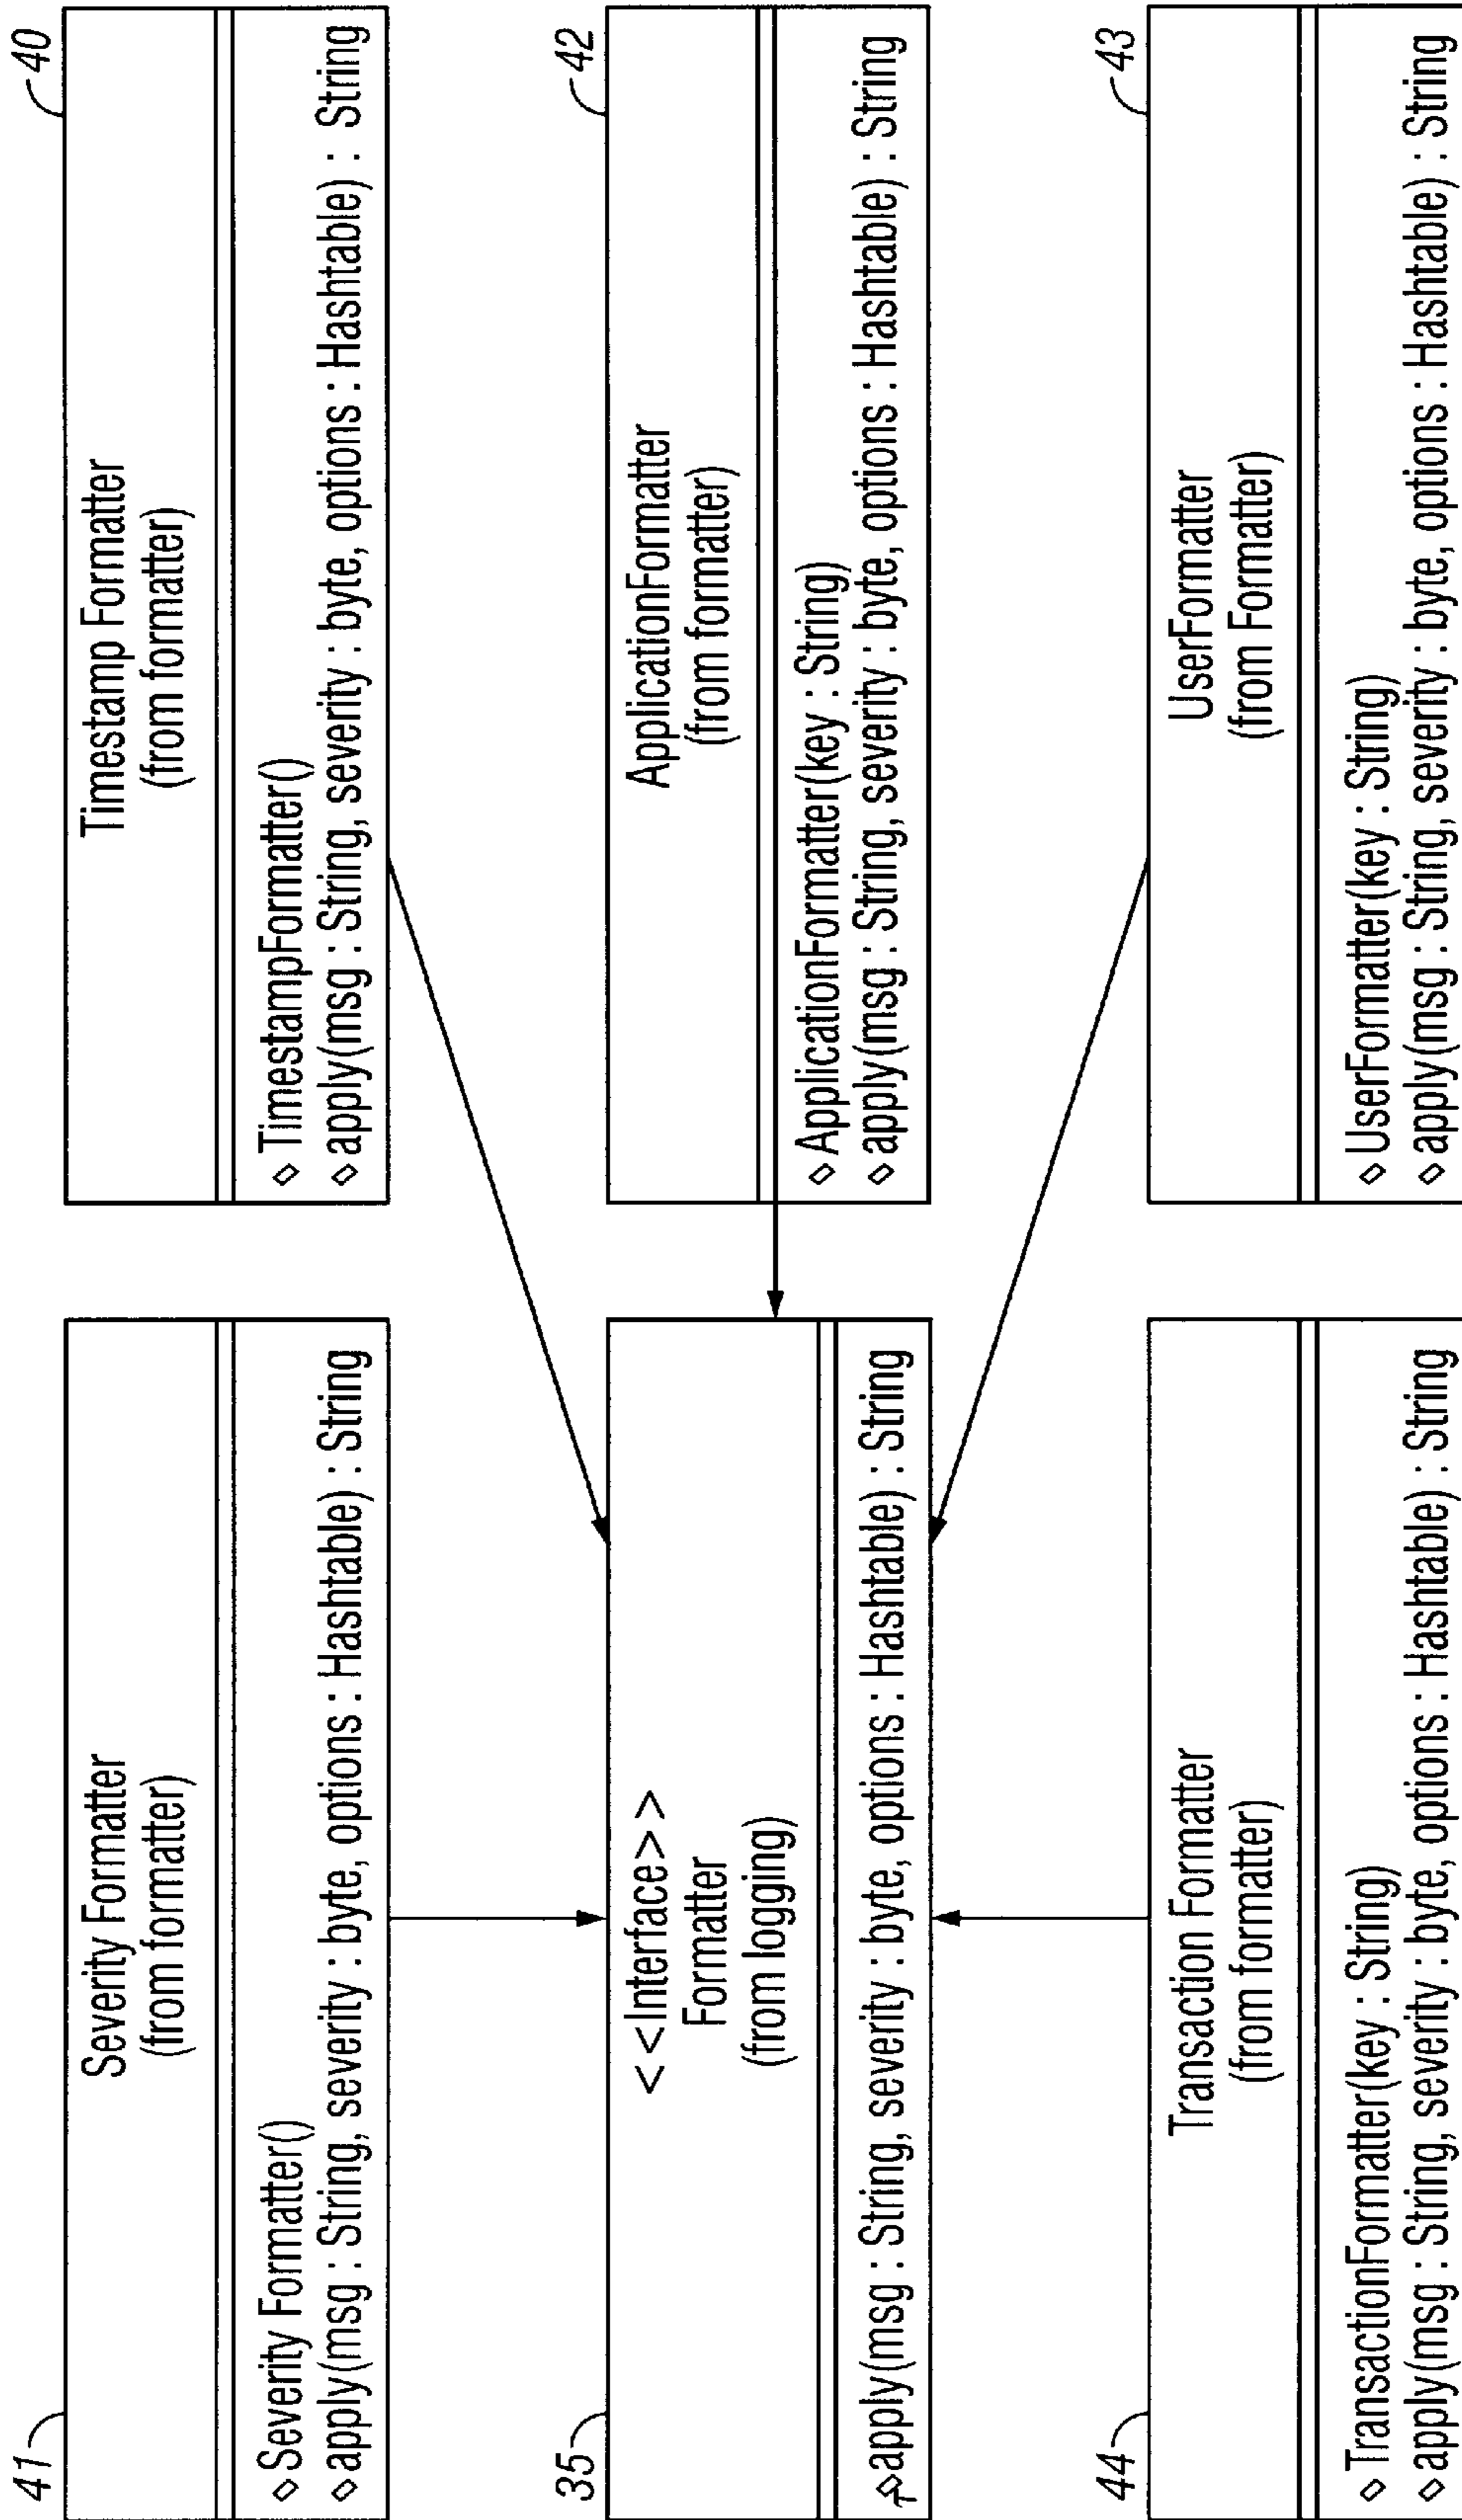 41
Severity Formatter
(from formatter)
◇ Severity Formatter()
◇ apply(msg : String, severity : byte, options : Hashtable) : String
40
Timestamp Formatter
(from formatter)
◇ TimestampFormatter()
◇ apply(msg : String, severity : byte, options : Hashtable) : String
35
<<Interface>>
Formatter
(from logging)
◇ apply(msg : String, severity : byte, options : Hashtable) : String
42
ApplicationFormatter
(from formatter)
◇ ApplicationFormatter(key : String)
◇ apply(msg : String, severity : byte, options : Hashtable) : String
44
Transaction Formatter
(from formatter)
◇ TransactionFormatter(key : String)
◇ apply(msg : String, severity : byte, options : Hashtable) : String
43
UserFormatter
(from Formatter)
◇ UserFormatter(key : String)
◇ apply(msg : String, severity : byte, options : Hashtable) : String